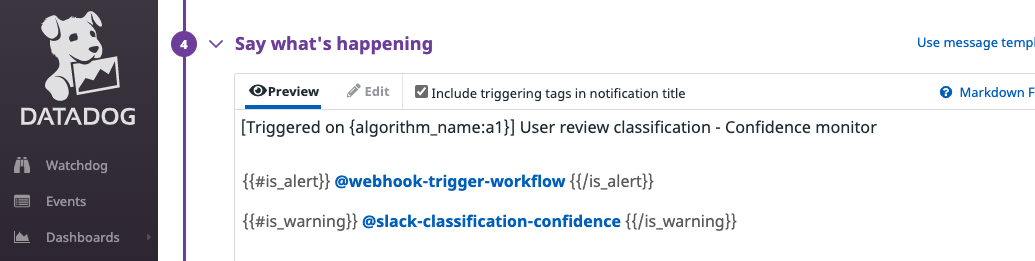 DATADOG
Watchdog
Events
Dashboards
4
Say what's happening
Use message temp
Preview
Edit
Include triggering tags in notification title
Markdown F
[Triggered on {algorithm_name:a1}] User review classification - Confidence monitor
{{#is_alert}} @webhook-trigger-workflow {{/is_alert}}
{{#is_warning}} @slack-classification-confidence {{/is_warning}}